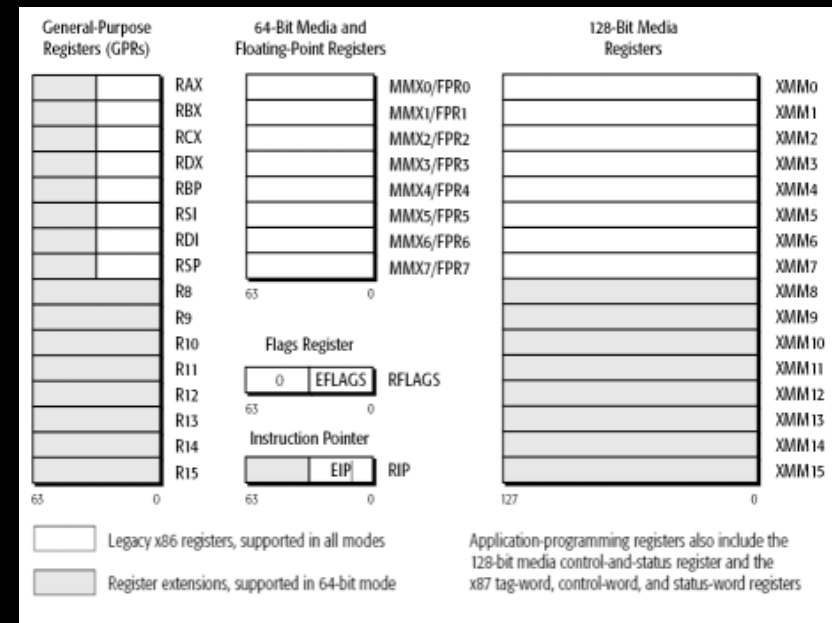 General-Purpose
Registers (GPRs)
64-Bit Media and
Floating-Point Registers
128-Bit Media
Registers
RAX
RBX
RCX
RDX
RBP
RSI
RDI
RSP
R8
R9
R10
R11
R12
R13
R14
R15
63 0
MMX0/FPR0
MMX1/FPR1
MMX2/FPR2
MMX3/FPR3
MMX4/FPR4
MMX5/FPR5
MMX6/FPR6
MMX7/FPR7
63 0
Flags Register
0 EFLAGS RFLAGS
63 0
Instruction Pointer
EIP RIP
63 0
XMM0
XMM1
XMM2
XMM3
XMM4
XMM5
XMM6
XMM7
XMM8
XMM9
XMM10
XMM11
XMM12
XMM13
XMM14
XMM15
127 0
Legacy x86 registers, supported in all modes
Register extensions, supported in 64-bit mode
Application-programming registers also include the
128-bit media control-and-status register and the
x87 tag-word, control-word, and status-word registers